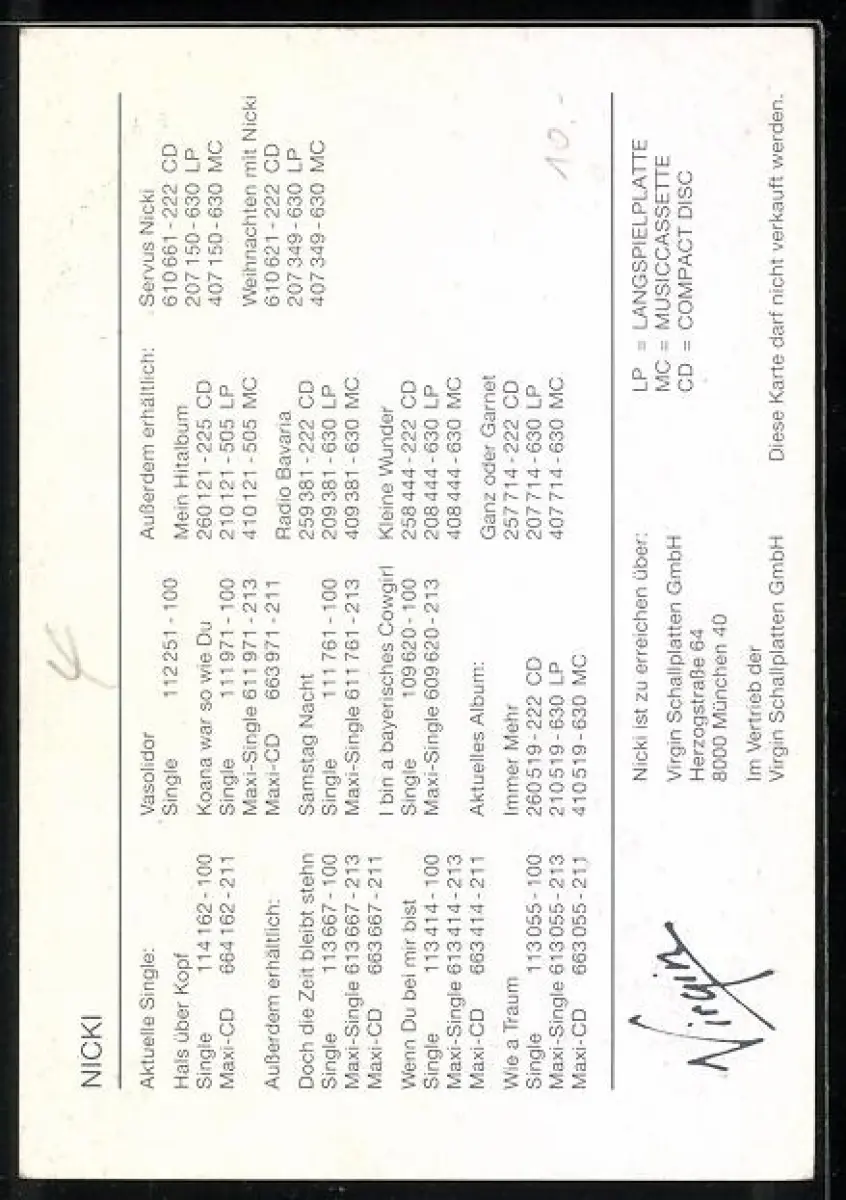 NICKI
Aktuelle Single:
Hals über Kopf
Single 114 162 - 100
Maxi-CD 664 162 - 211
Außerdem erhältlich:
Doch die Zeit bleibt stehn
Single 113 667 - 100
Maxi-Single 613 667 - 213
Maxi-CD 663 667 - 211
Wenn Du bei mir bist
Single 113 414 - 100
Maxi-Single 613 414 - 213
Maxi-CD 663 414 - 211
Wie a Traum
Single 113 055 - 100
Maxi-Single 613 055 - 213
Maxi-CD 663 055 - 211
Vasolidor
Single 112 251 - 100
Koana war so wie Du
Single 111 971 - 100
Maxi-Single 611 971 - 213
Maxi-CD 663 971 - 211
Samstag Nacht
Single 111 761 - 100
Maxi-Single 611 761 - 213
I bin a bayerisches Cowgirl
Single 109 620 - 100
Maxi-Single 609 620 - 213
Aktuelles Album:
Immer Mehr
260 519 - 222 CD
210 519 - 630 LP
410 519 - 630 MC
Außerdem erhältlich:
Mein Hitalbum
260 121 - 225 CD
210 121 - 505 LP
410 121 - 505 MC
Radio Bavaria
259 381 - 222 CD
209 381 - 630 LP
409 381 - 630 MC
Kleine Wunder
258 444 - 222 CD
208 444 - 630 LP
408 444 - 630 MC
Ganz oder Garnet
257 714 - 222 CD
207 714 - 630 LP
407 714 - 630 MC
Servus Nicki
610 661 - 222 CD
207 150 - 630 LP
407 150 - 630 MC
Weihnachten mit Nicki
610 621 - 222 CD
207 349 - 630 LP
407 349 - 630 MC
10.-
Virgin
Nicki ist zu erreichen über:
Virgin Schallplatten GmbH
Herzogstraße 64
8000 München 40
Im Vertrieb der
Virgin Schallplatten GmbH
LP = LANGSPIELPLATTE
MC = MUSICCASSETTE
CD = COMPACT DISC
Diese Karte darf nicht verkauft werden.